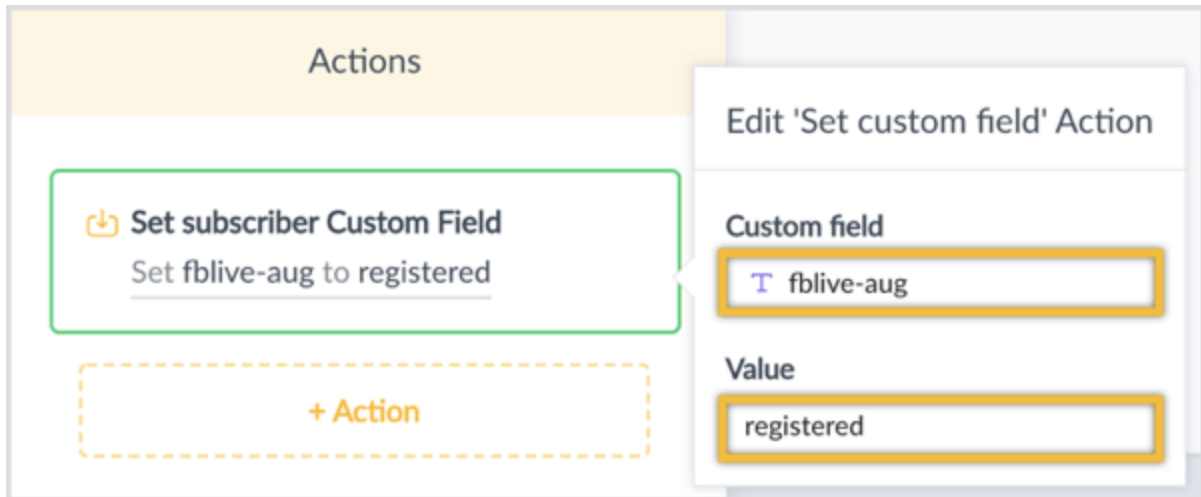 Actions
Set subscriber Custom Field
Set fblive-aug to registered
+ Action
Edit 'Set custom field' Action
Custom field
T fblive-aug
Value
registered